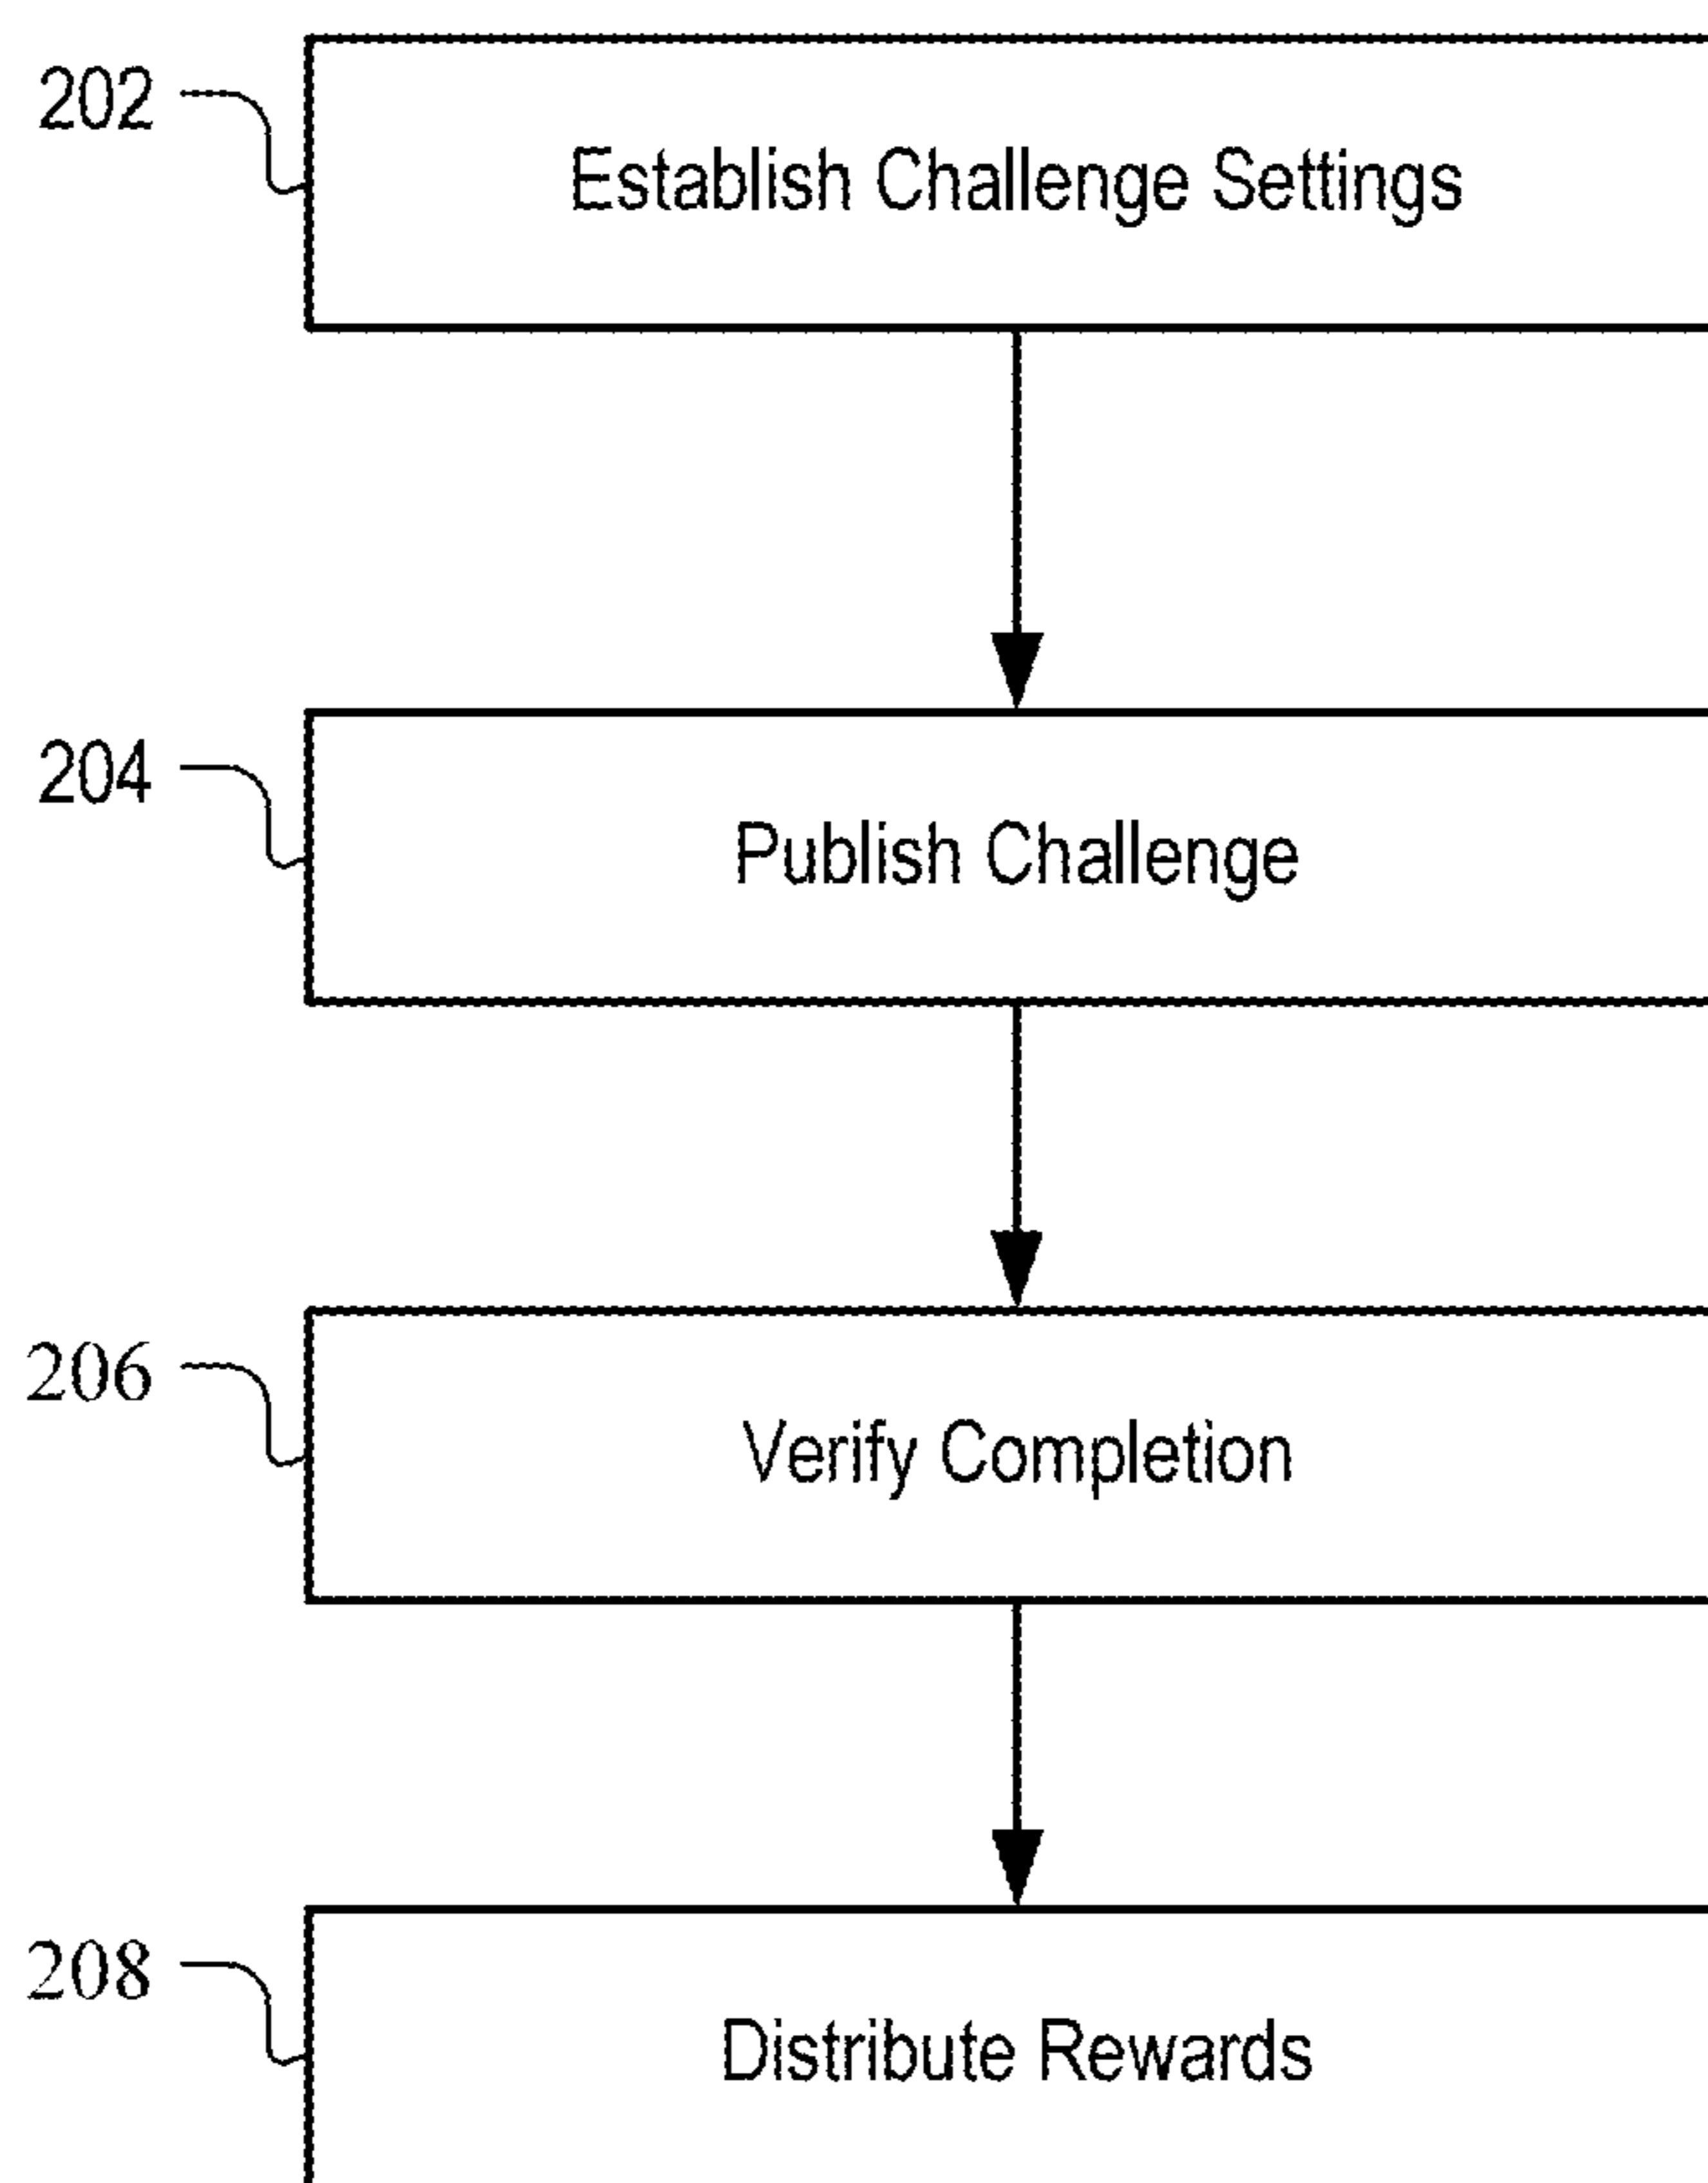 202
Establish Challenge Settings
204
Publish Challenge
206
Verify Completion
208
Distribute Rewards